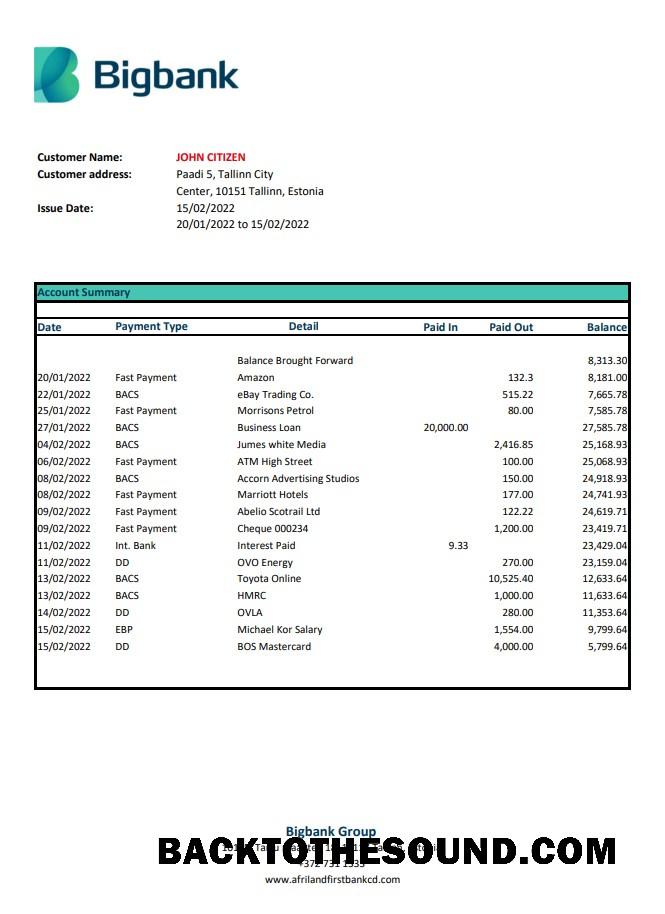 Bigbank
Customer Name: JOHN CITIZEN
Customer address: Paadi 5, Tallinn City
Center, 10151 Tallinn, Estonia
Issue Date: 15/02/2022
20/01/2022 to 15/02/2022
Account Summary
Date Payment Type Detail Paid In Paid Out Balance
Balance Brought Forward 8,313.30
20/01/2022 Fast Payment Amazon 132.3 8,181.00
22/01/2022 BACS eBay Trading Co. 515.22 7,665.78
25/01/2022 Fast Payment Morrisons Petrol 80.00 7,585.78
27/01/2022 BACS Business Loan 20,000.00 27,585.78
04/02/2022 BACS Jumes white Media 2,416.85 25,168.93
06/02/2022 Fast Payment ATM High Street 100.00 25,068.93
08/02/2022 BACS Accorn Advertising Studios 150.00 24,918.93
08/02/2022 Fast Payment Marriott Hotels 177.00 24,741.93
09/02/2022 Fast Payment Abelio Scotrail Ltd 122.22 24,619.71
09/02/2022 Fast Payment Cheque 000234 1,200.00 23,419.71
11/02/2022 Int. Bank Interest Paid 9.33 23,429.04
11/02/2022 DD OVO Energy 270.00 23,159.04
13/02/2022 BACS Toyota Online 10,525.40 12,633.64
13/02/2022 BACS HMRC 1,000.00 11,633.64
14/02/2022 DD OVLA 280.00 11,353.64
15/02/2022 EBP Michael Kor Salary 1,554.00 9,799.64
15/02/2022 DD BOS Mastercard 4,000.00 5,799.64
Bigbank Group
BACKTOTHESOUND.COM
www.afrilandfirstbankcd.com